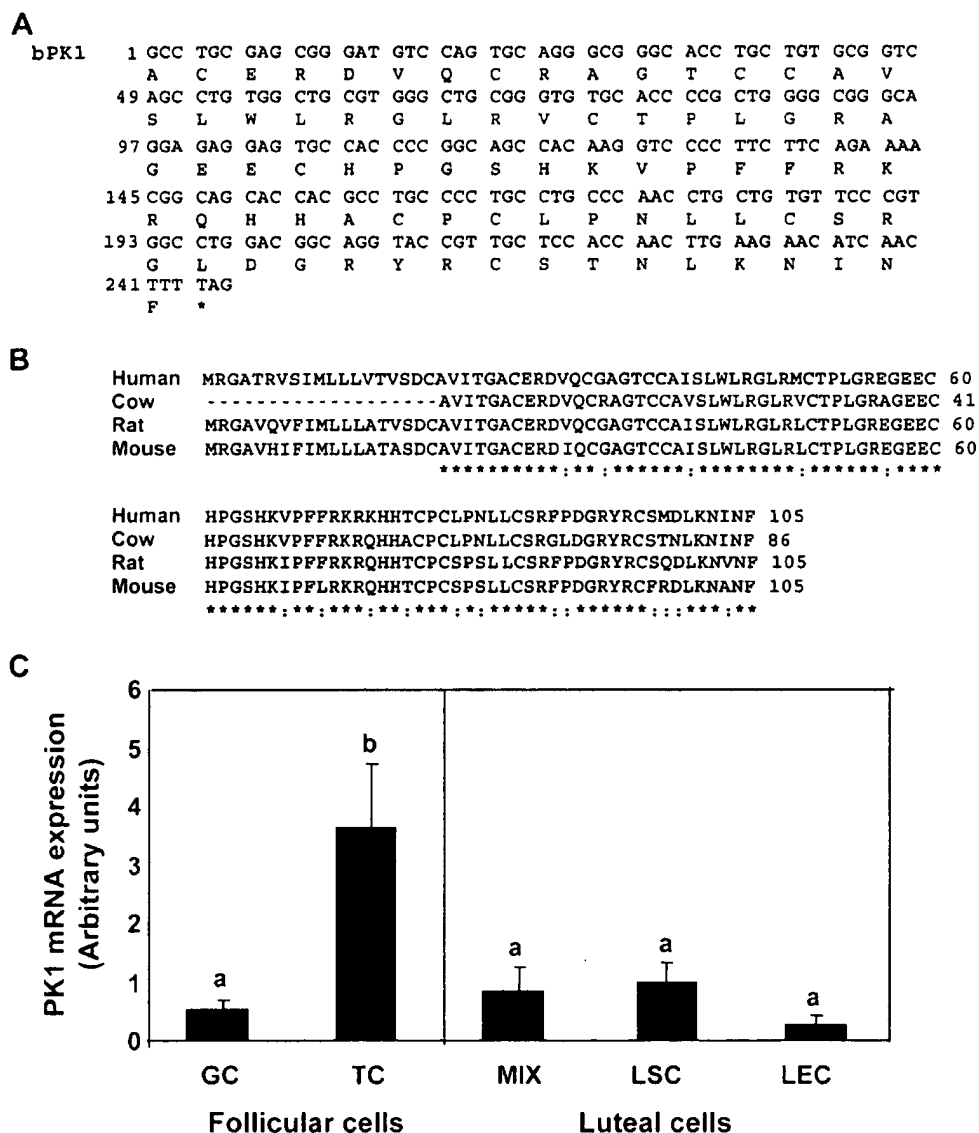 A
bPK1 1 GCC TGC GAG CGG GAT GTC CAG TGC AGG GCG GGC ACC TGC TGT GCG GTC
A C E R D V Q C R A G T C C A V
49 AGC CTG TGG CTG CGT GGG CTG CGG GTG TGC ACC CCG CTG GGG CGG GCA
S L W L R G L R V C T P L G R A
97 GGA GAG GAG TGC CAC CCC GGC AGC CAC AAG GTC CCC TTC TTC AGA AAA
G E E C H P G S H K V P F F R K
145 CGG CAG CAC CAC GCC TGC CCC TGC CTG CCC AAC CTG CTG TGT TCC CGT
R Q H H A C P C L P N L L C S R
193 GGC CTG GAC GGC AGG TAC CGT TGC TCC ACC AAC TTG AAG AAC ATC AAC
G L D G R Y R C S T N L K N I N
241 TTT TAG
F *
B
Human MRGATRVSIMLLLVTVSDCAVITGACERDVQCGAGTCCAISLWLRGLRMCTPLGREGEEC 60
Cow -------------------AVITGACERDVQCRAGTCCAVSLWLRGLRVCTPLGRAGEEC 41
Rat MRGAVQVFIMLLLATVSDCAVITGACERDVQCGAGTCCAISLWLRGLRLCTPLGREGEEC 60
Mouse MRGAVHIFIMLLLATASDCAVITGACERDIQCGAGTCCAISLWLRGLRLCTPLGREGEEC 60
**********:**:******:********:******:****
Human HPGSHKVPFFRKRKHHTCPCLPNLLCSRFPDGRYRCSMDLKNINF 105
Cow HPGSHKVPFFRKRQHHACPCLPNLLCSRGLDGRYRCSTNLKNINF 86
Rat HPGSHKIPFFRKRQHHTCPCSPSLLCSRFPDGRYRCSQDLKNVNF 105
Mouse HPGSHKIPFLRKRQHHTCPCSPSLLCSRFPDGRYRCFRDLKNANF 105
******:**:***:**:***:*:*****::******:::***:**
C
PK1 mRNA expression
(Arbitrary units)
6
5
4
3
2
1
0
a
b
a
a
a
GC TC MIX LSC LEC
Follicular cells Luteal cells